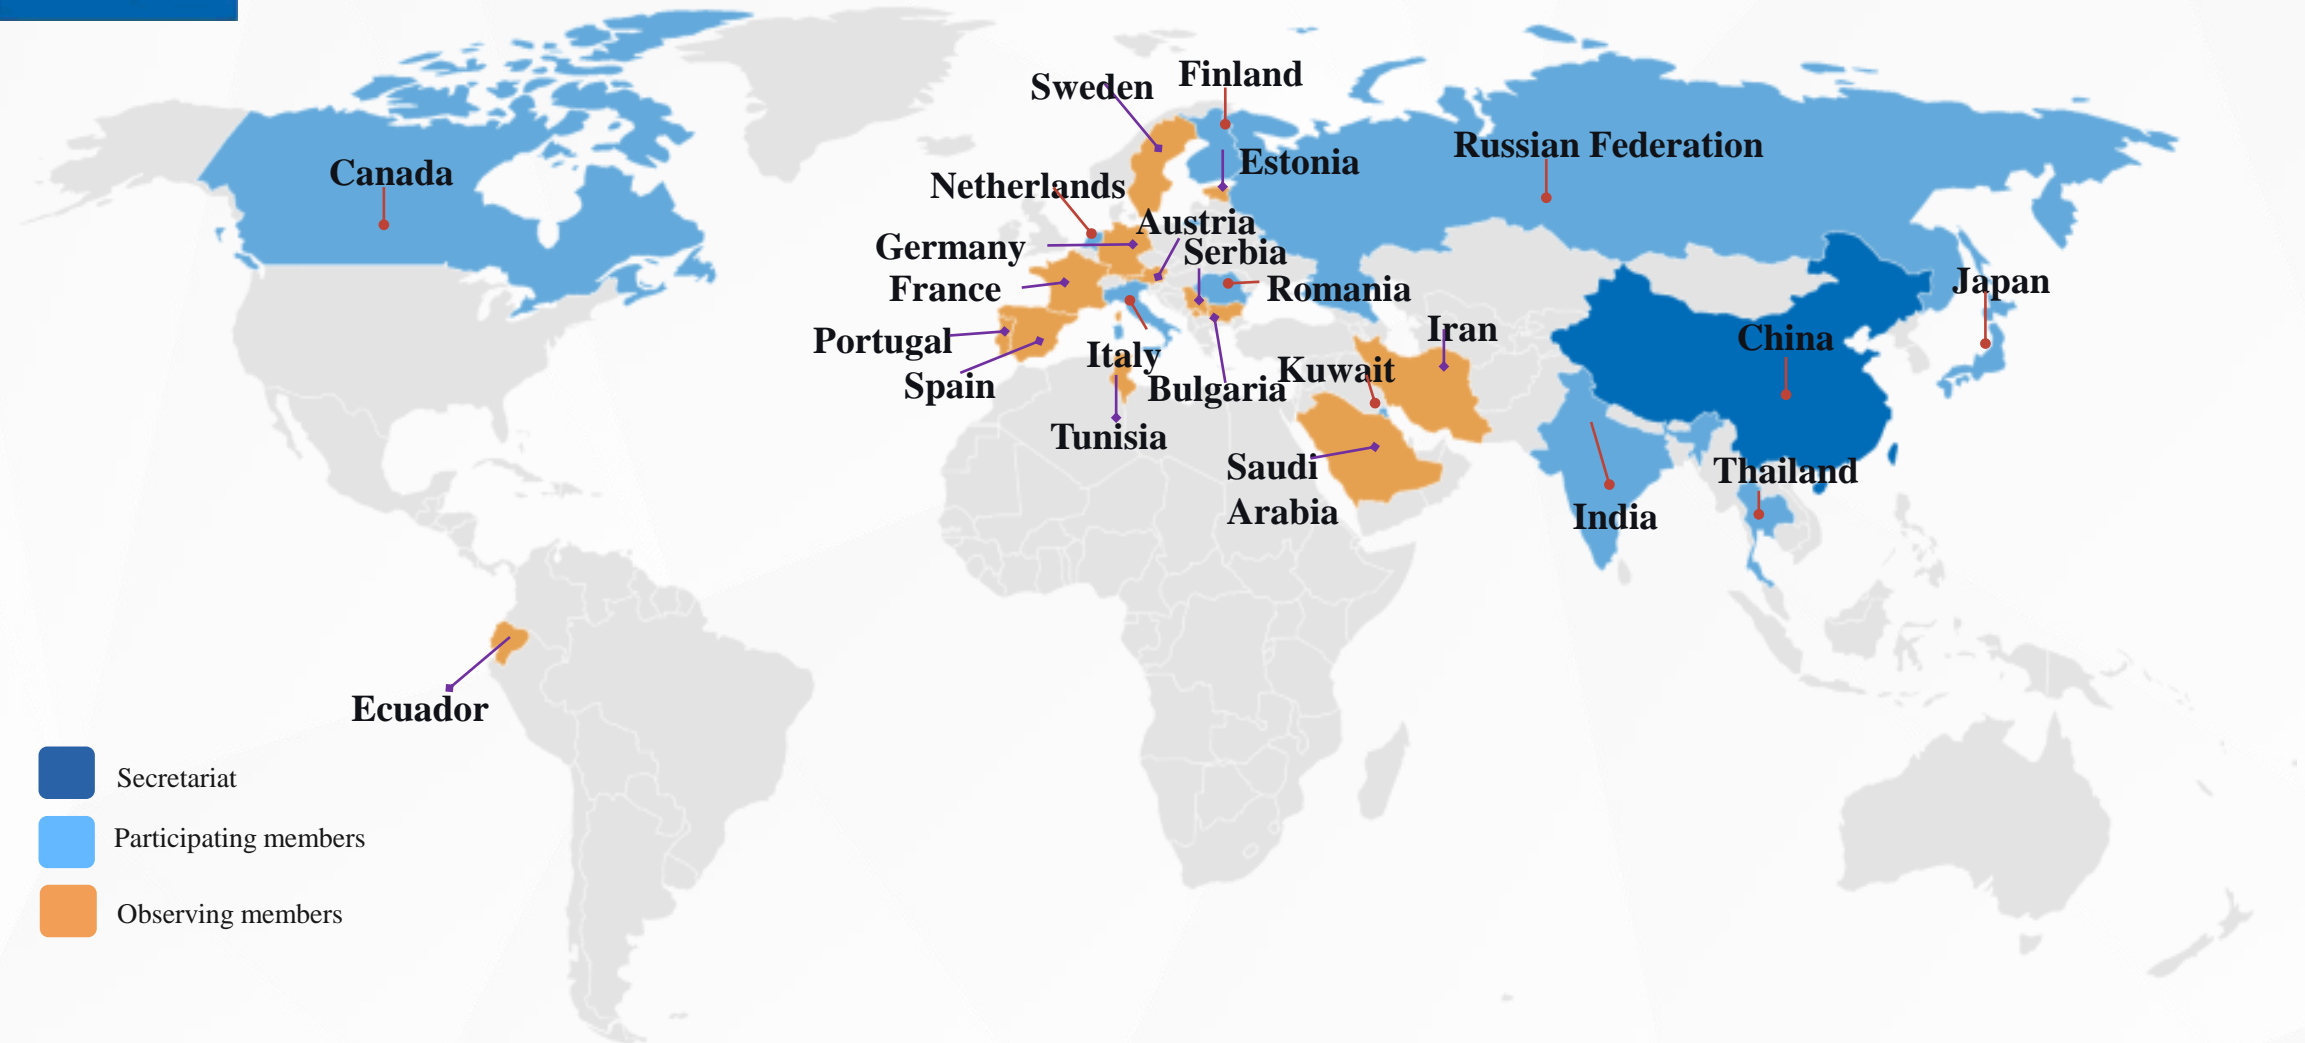 Finland
Sweden
Russian Federation
Estonia
Canada
Netherlands
Austria
Germany
Serbia
France
Romania
Japan
Iran
China
Portugal
Italy
Kuwait
Spain
Bulgaria
Tunisia
Saudi
Arabia
Thailand
India
Ecuador
Secretariat
Participating members
Observing members